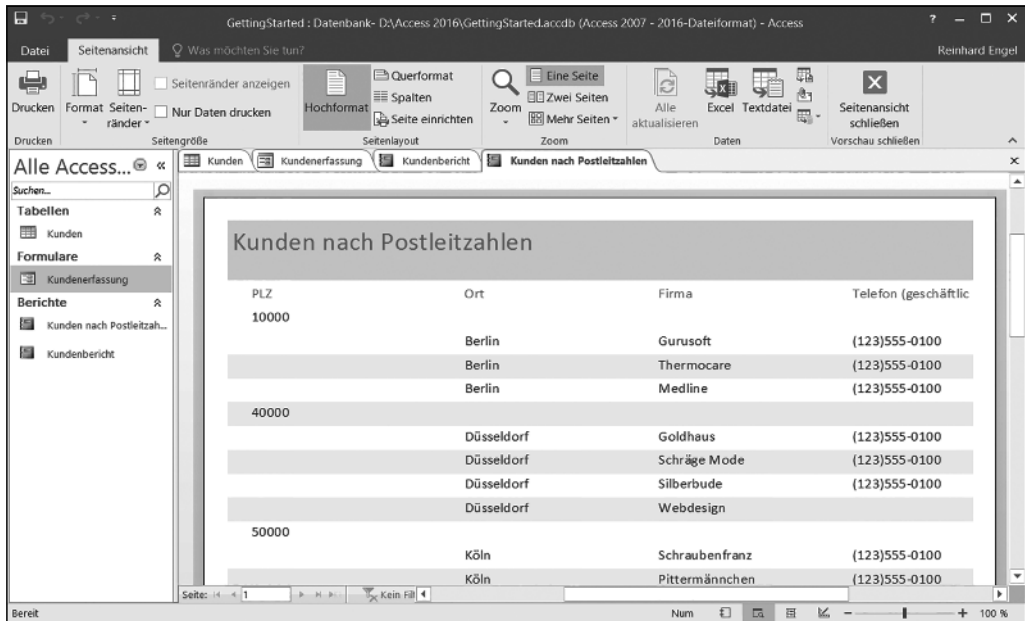 GettingStarted : Datenbank- D:\Access 2016\GettingStarted.accdb (Access 2007 - 2016-Dateiformat) - Access
Datei Seitenansicht Was möchten Sie tun? Reinhard Engel
Seitenränder anzeigen
Nur Daten drucken
Drucken
Format
Seiten-
ränder
Hochformat
Querformat
Spalten
Seite einrichten
Zoom
Eine Seite
Zwei Seiten
Mehr Seiten
Alle
aktualisieren
Excel
Textdatei
Seitenansicht
schließen
Drucken Seitengröße Seitenlayout Zoom Daten Vorschau schließen
Alle Access... «
Suchen...
Tabellen
Kunden
Formulare
Kundenerfassung
Berichte
Kunden nach Postleitzah...
Kundenbericht
Kunden Kundenerfassung Kundenbericht Kunden nach Postleitzahlen
Kunden nach Postleitzahlen
PLZ Ort Firma Telefon (geschäftlic
10000
Berlin Gurusoft (123)555-0100
Berlin Thermocare (123)555-0100
Berlin Medline (123)555-0100
40000
Düsseldorf Goldhaus (123)555-0100
Düsseldorf Schräge Mode (123)555-0100
Düsseldorf Silberbude (123)555-0100
Düsseldorf Webdesign
50000
Köln Schraubenfranz (123)555-0100
Köln Pittermännchen (123)555-0100
Seite: 1 Kein Filt
Bereit Num 100 %